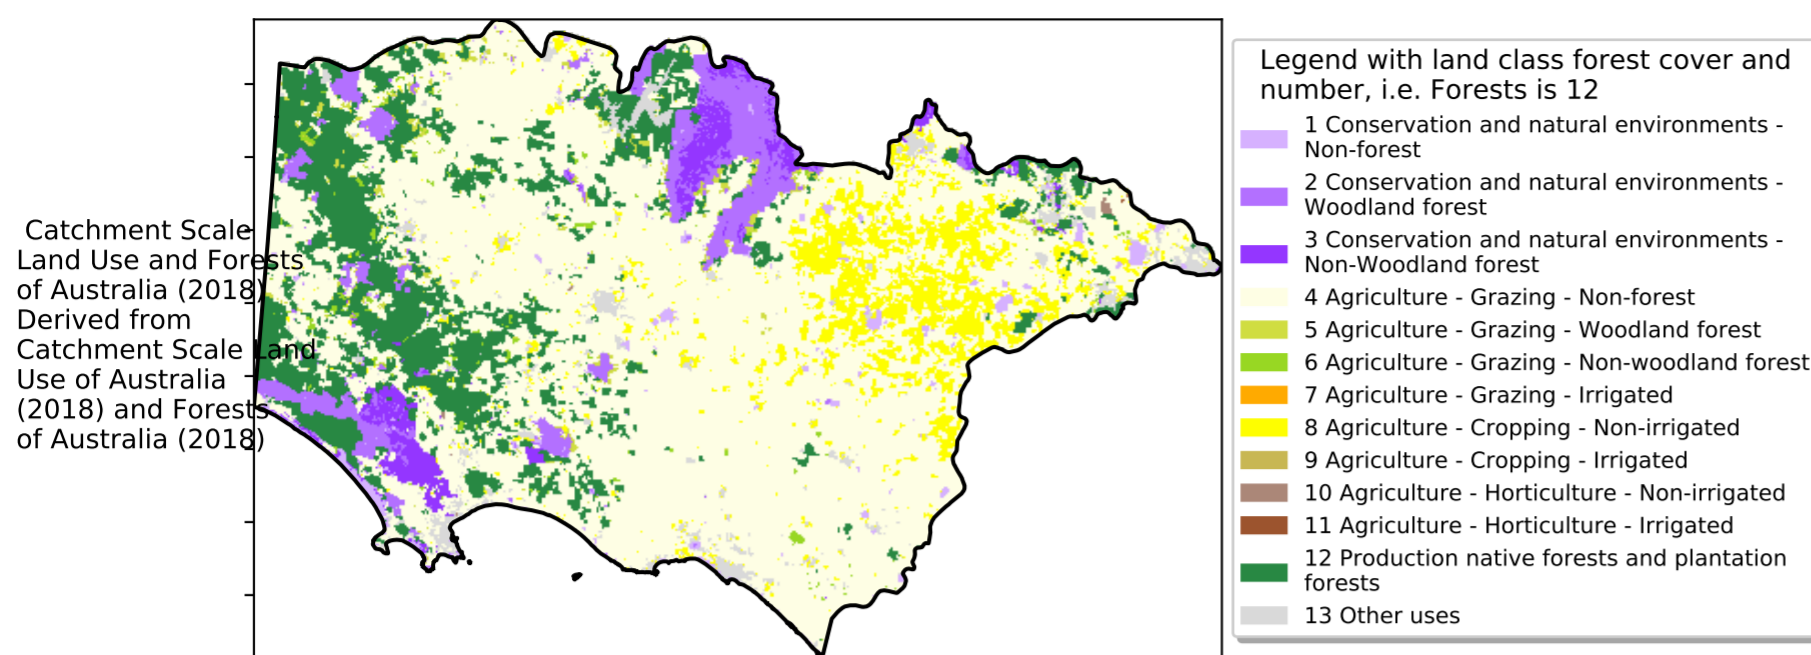 Catchment Scale
Land Use and Forests
of Australia (2018)
Derived from
Catchment Scale Land
Use of Australia
(2018) and Forests
of Australia (2018)
Legend with land class forest cover and
number, i.e. Forests is 12
1 Conservation and natural environments -
Non-forest
2 Conservation and natural environments -
Woodland forest
3 Conservation and natural environments -
Non-Woodland forest
4 Agriculture - Grazing - Non-forest
5 Agriculture - Grazing - Woodland forest
6 Agriculture - Grazing - Non-woodland forest
7 Agriculture - Grazing - Irrigated
8 Agriculture - Cropping - Non-irrigated
9 Agriculture - Cropping - Irrigated
10 Agriculture - Horticulture - Non-irrigated
11 Agriculture - Horticulture - Irrigated
12 Production native forests and plantation
forests
13 Other uses